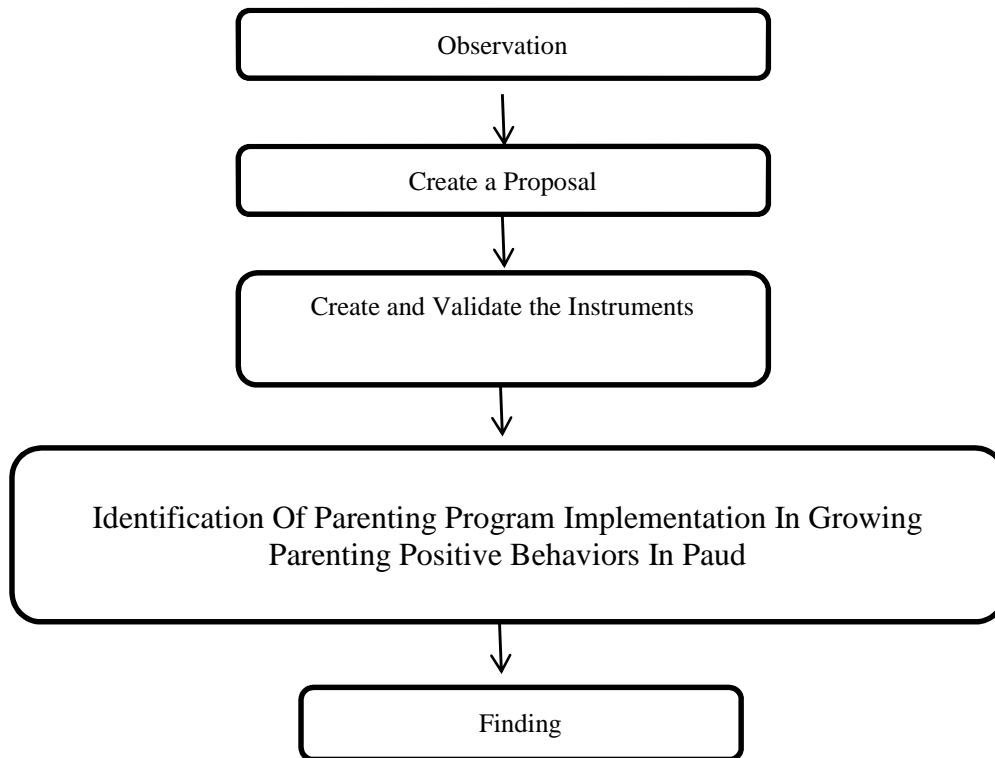 Observation
Create a Proposal
Create and Validate the Instruments
Identification Of Parenting Program Implementation In Growing
Parenting Positive Behaviors In Paud
Finding